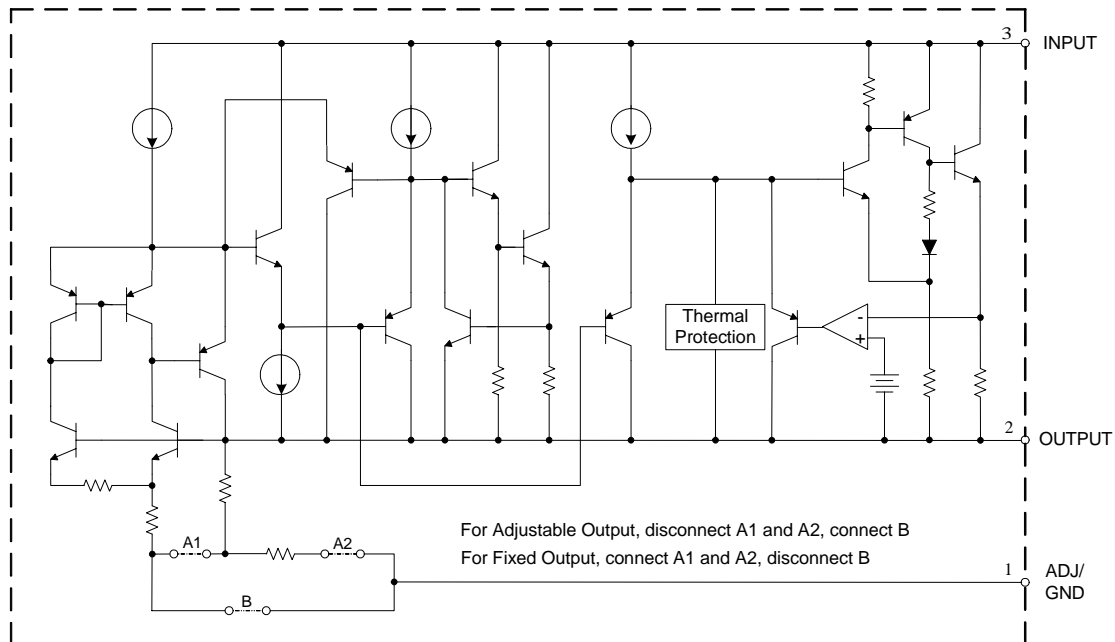 3
INPUT
Thermal
Protection
-
+
2
OUTPUT
For Adjustable Output, disconnect A1 and A2, connect B
For Fixed Output, connect A1 and A2, disconnect B
A1
A2
B
1
ADJ/
GND